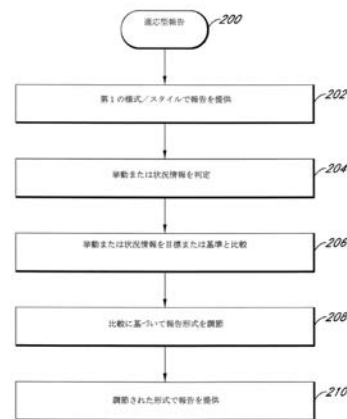 適応型報告
200
第1の様式/スタイルで報告を提供
202
挙動または状況情報を判定
204
挙動または状況情報を目標または基準と比較
206
比較に基づいて報告形式を調節
208
調節された形式で報告を提供
210